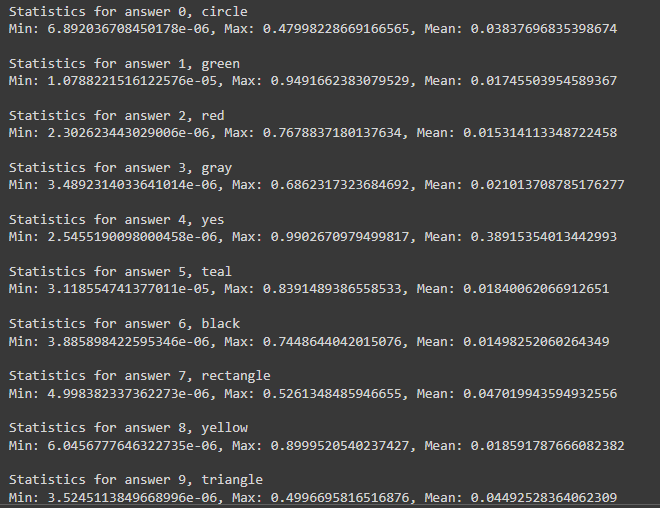 Statistics for answer 0, circle
Min: 6.892036708450178e-06, Max: 0.47998228669166565, Mean: 0.03837696835398674
Statistics for answer 1, green
Min: 1.0788221516122576e-05, Max: 0.9491662383079529, Mean: 0.01745503954589367
Statistics for answer 2, red
Min: 2.302623443029006e-06, Max: 0.7678837180137634, Mean: 0.015314113348722458
Statistics for answer 3, gray
Min: 3.4892314033641014e-06, Max: 0.6862317323684692, Mean: 0.021013708785176277
Statistics for answer 4, yes
Min: 2.5455190098000458e-06, Max: 0.9902670979499817, Mean: 0.38915354013442993
Statistics for answer 5, teal
Min: 3.118554741377011e-05, Max: 0.8391489386558533, Mean: 0.01840062066912651
Statistics for answer 6, black
Min: 3.885898422595346e-06, Max: 0.7448644042015076, Mean: 0.01498252060264349
Statistics for answer 7, rectangle
Min: 4.998382337362273e-06, Max: 0.5261348485946655, Mean: 0.047019943594932556
Statistics for answer 8, yellow
Min: 6.0456777646322735e-06, Max: 0.8999520540237427, Mean: 0.018591787666082382
Statistics for answer 9, triangle
Min: 3.5245113849668996e-06, Max: 0.4996695816516876, Mean: 0.04492528364062309